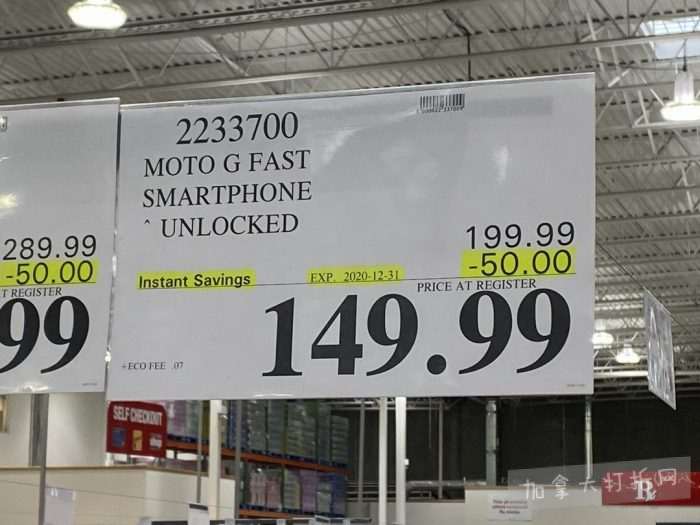 2233700
MOTO G FAST
SMARTPHONE
^ UNLOCKED
199.99
-50.00
Instant Savings
EXP. 2020-12-31
PRICE AT REGISTER
149.99
+ECO FEE .07
289.99
-50.00
AT REGISTER
99
SELF CHECKOUT
加拿大打折网